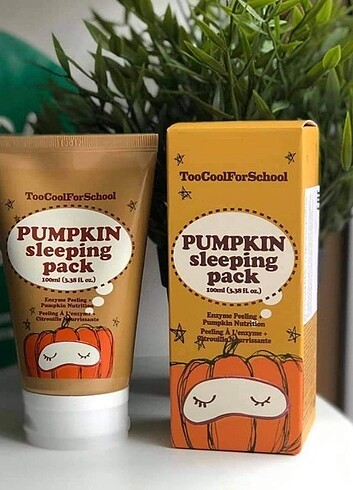 TooCoolForSchool
PUMPKIN
sleeping
pack
100ml (3.38 fl. oz.)
Enzyme Peeling +
Pumpkin Nutrition
Peeling À L'enzyme +
Citrouille Nourrissante
TooCoolForSchool
PUMPKIN
sleeping
pack
100ml (3.38 fl. oz.)
Enzyme Peeling +
Pumpkin Nutrition
Peeling À L'enzyme +
Citrouille Nourrissante